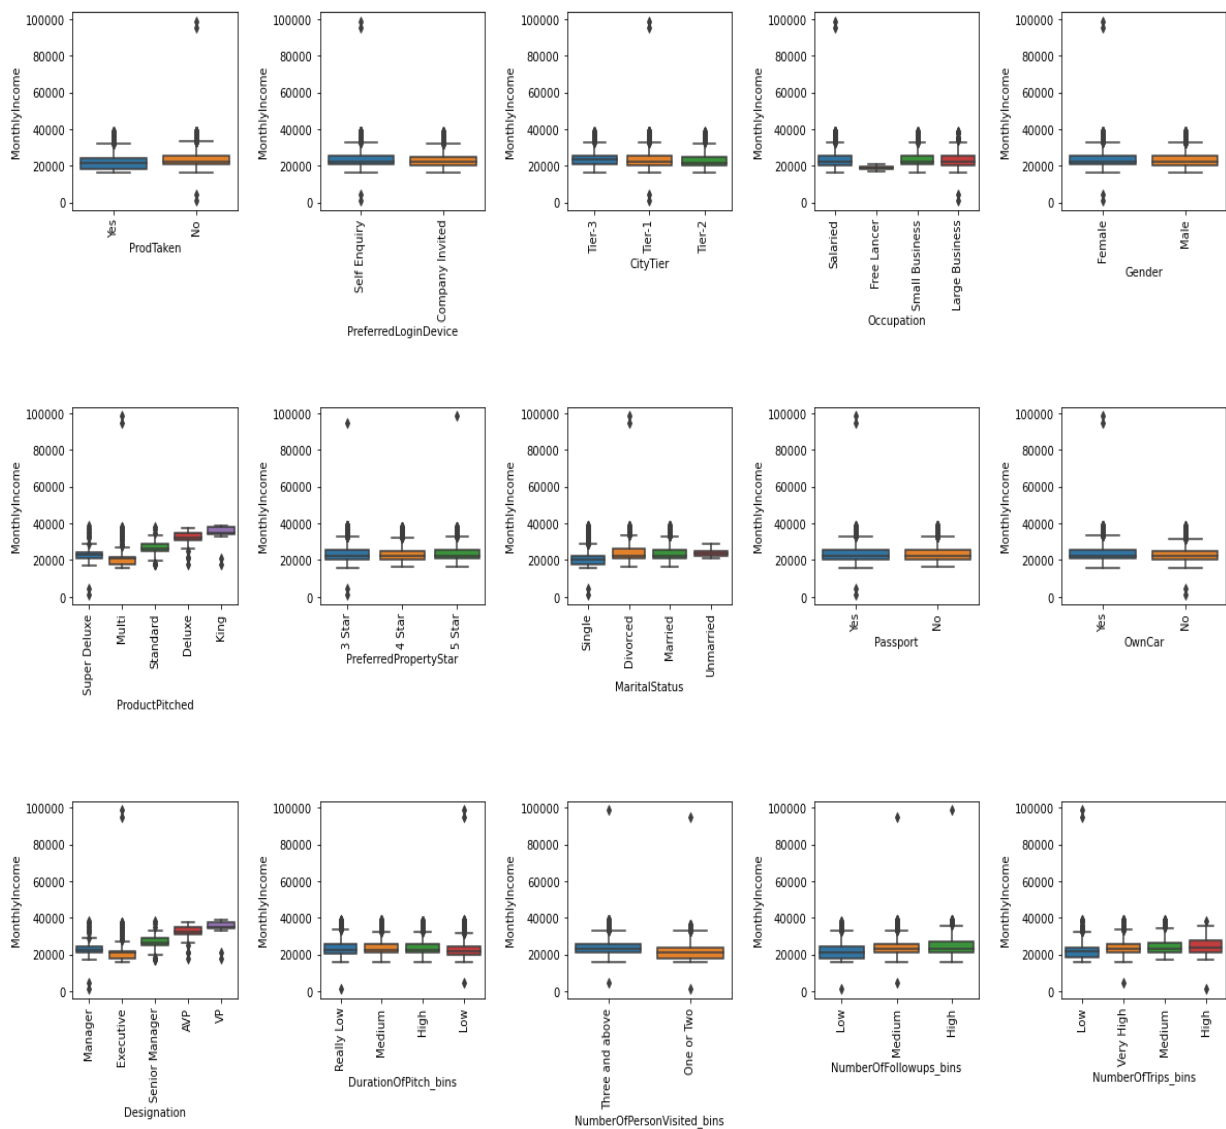 100000
80000
60000
40000
20000
0
MonthlyIncome
Yes
No
ProdTaken
100000
80000
60000
40000
20000
0
MonthlyIncome
Self Enquiry
Company Invited
PreferredLoginDevice
100000
80000
60000
40000
20000
0
MonthlyIncome
Tier-3
Tier-1
Tier-2
CityTier
100000
80000
60000
40000
20000
0
MonthlyIncome
Salaried
Free Lancer
Small Business
Large Business
Occupation
100000
80000
60000
40000
20000
0
MonthlyIncome
Female
Male
Gender
100000
80000
60000
40000
20000
0
MonthlyIncome
Super Deluxe
Multi
Standard
Deluxe
King
ProductPitched
100000
80000
60000
40000
20000
0
MonthlyIncome
3 Star
4 Star
5 Star
PreferredPropertyStar
100000
80000
60000
40000
20000
0
MonthlyIncome
Single
Divorced
Married
Unmarried
MaritalStatus
100000
80000
60000
40000
20000
0
MonthlyIncome
Yes
No
Passport
100000
80000
60000
40000
20000
0
MonthlyIncome
Yes
No
OwnCar
100000
80000
60000
40000
20000
0
MonthlyIncome
Manager
Executive
Senior Manager
AVP
VP
Designation
100000
80000
60000
40000
20000
0
MonthlyIncome
Really Low
Medium
High
Low
DurationOfPitch_bins
100000
80000
60000
40000
20000
0
MonthlyIncome
Three and above
One or Two
NumberOfPersonVisited_bins
100000
80000
60000
40000
20000
0
MonthlyIncome
Low
Medium
High
NumberOfFollowups_bins
100000
80000
60000
40000
20000
0
MonthlyIncome
Low
Very High
Medium
High
NumberOfTrips_bins